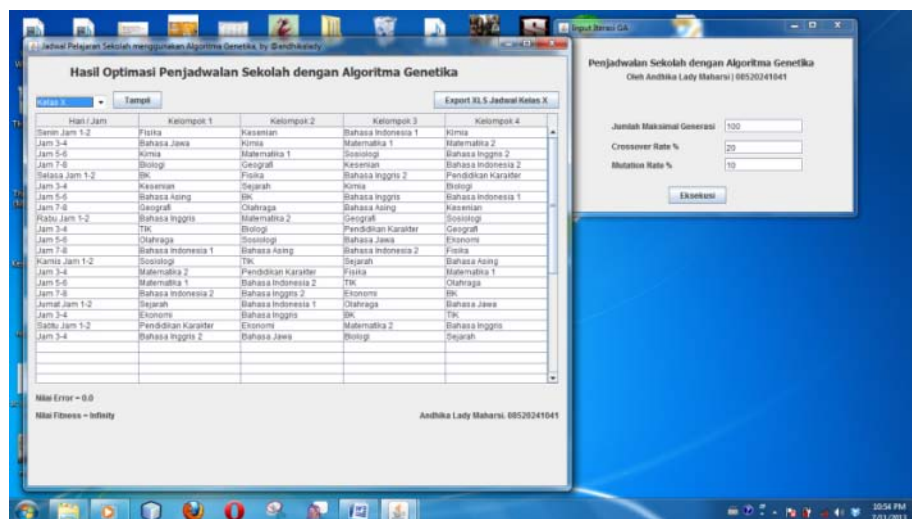 Jadwal Pelajaran Sekolah menggunakan Algoritma Genetika, by @andhikalady
Hasil Optimasi Penjadwalan Sekolah dengan Algoritma Genetika
Kelas X Tampil Export XLS Jadwal Kelas X
Hari / Jam Kelompok 1 Kelompok 2 Kelompok 3 Kelompok 4
Senin Jam 1-2 Fisika Kesenian Bahasa Indonesia 1 Kimia
Jam 3-4 Bahasa Jawa Kimia Matematika 1 Matematika 2
Jam 5-6 Kimia Matematika 1 Sosiologi Bahasa Inggris 2
Jam 7-8 Biologi Geografi Kesenian Bahasa Indonesia 2
Selasa Jam 1-2 BK Fisika Bahasa Inggris 2 Pendidikan Karakter
Jam 3-4 Kesenian Sejarah Kimia Biologi
Jam 5-6 Bahasa Asing BK Bahasa Inggris Bahasa Indonesia 1
Jam 7-8 Geografi Olahraga Bahasa Asing Kesenian
Rabu Jam 1-2 Bahasa Inggris Matematika 2 Geografi Sosiologi
Jam 3-4 TIK Biologi Pendidikan Karakter Geografi
Jam 5-6 Olahraga Sosiologi Bahasa Jawa Ekonomi
Jam 7-8 Bahasa Indonesia 1 Bahasa Asing Bahasa Indonesia 2 Fisika
Kamis Jam 1-2 Sosiologi TIK Sejarah Bahasa Asing
Jam 3-4 Matematika 2 Pendidikan Karakter Fisika Matematika 1
Jam 5-6 Matematika 1 Bahasa Indonesia 2 TIK Olahraga
Jam 7-8 Bahasa Indonesia 2 Bahasa Inggris 2 Ekonomi BK
Jumat Jam 1-2 Sejarah Bahasa Indonesia 1 Olahraga Bahasa Jawa
Jam 3-4 Ekonomi Bahasa Inggris BK TIK
Sabtu Jam 1-2 Pendidikan Karakter Ekonomi Matematika 2 Bahasa Inggris
Jam 3-4 Bahasa Inggris 2 Bahasa Jawa Biologi Sejarah
Nilai Error = 0.0
Nilai Fitness = Infinity Andhika Lady Maharsi. 08520241041
Input Iterasi GA
Penjadwalan Sekolah dengan Algoritma Genetika
Oleh Andhika Lady Maharsi | 08520241041
Jumlah Maksimal Generasi 100
Crossover Rate % 20
Mutation Rate % 10
Eksekusi
10:54 PM